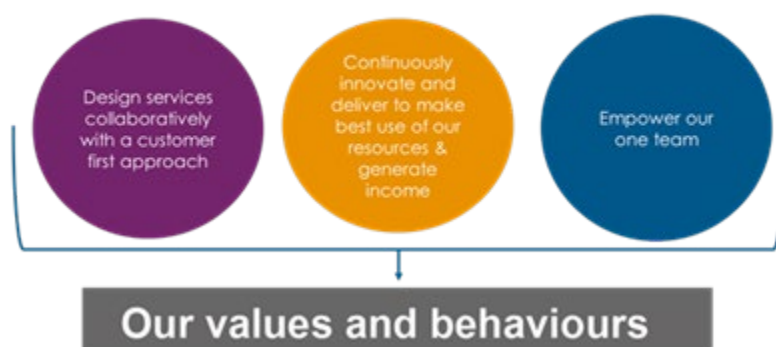 Design services
collaboratively
with a customer
first approach
Continuously
innovate and
deliver to make
best use of our
resources &
generate
income
Empower our
one team
Our values and behaviours